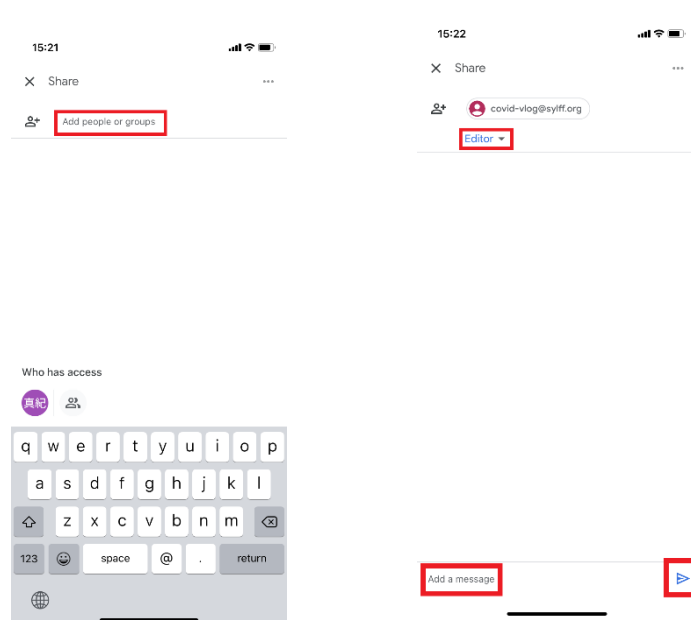 15:21
Share
Add people or groups
Who has access
真紀
q w e r t y u i o p
a s d f g h j k l
z x c v b n m
123 space @ . return
15:22
Share
covid-vlog@sylff.org
Editor
Add a message